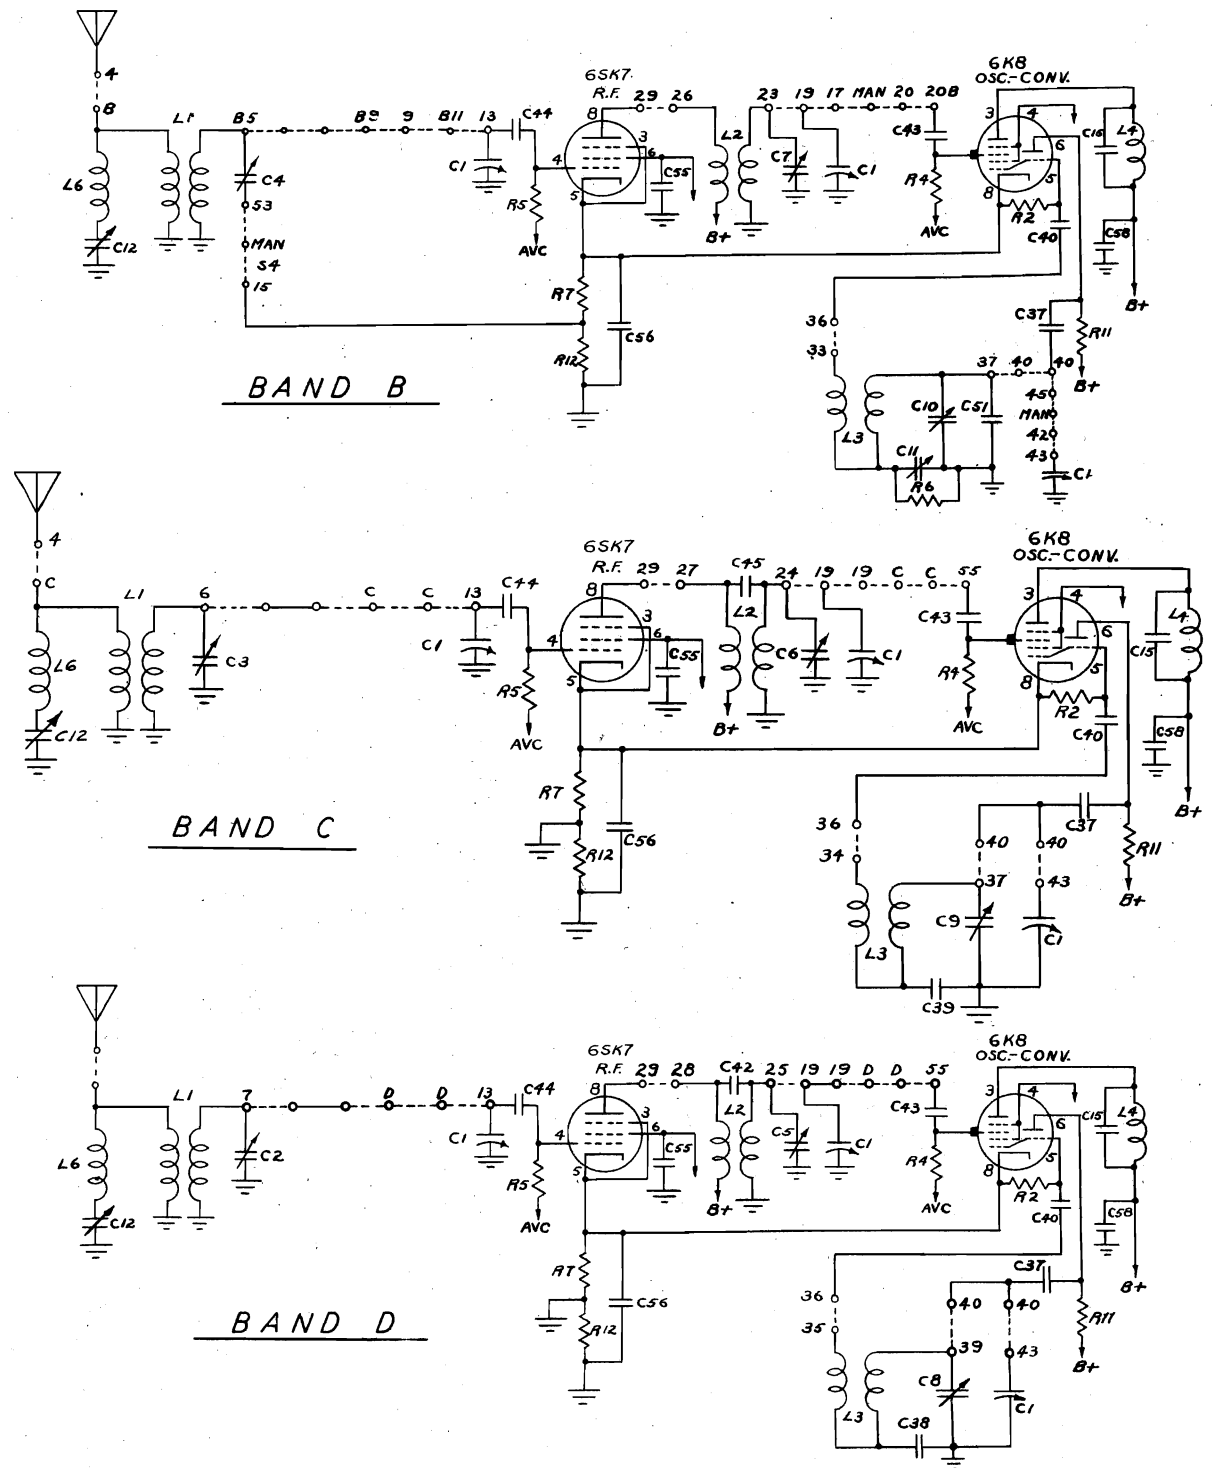 4
B
L1
B5
B9
9
B11
13
C44
6SK7
R.F.
8
29
26
3
6
4
5
L2
23
19
17
MAN
20
20B
C43
6K8
OSC.-CONV.
3
4
6
5
8
C16
L4
L6
C12
C4
53
MAN
S4
15
C1
R5
AVC
C55
B+
C7
C1
R4
AVC
R2
C40
C58
B+
R7
R12
C56
36
33
L3
C37
R11
B+
37
40
40
45
MAN
42
43
C1
C10
C51
C11
R6
BAND B
4
C
L1
6
C
C
13
C44
6SK7
R.F.
8
29
27
C45
3
6
4
5
L2
24
19
19
C
C
55
C43
6K8
OSC.-CONV.
3
4
6
5
8
C15
L4
L6
C12
C3
C1
R5
AVC
C55
B+
C6
C1
R4
AVC
R2
C40
C58
B+
R7
R12
C56
36
34
L3
C37
R11
B+
40
40
37
43
C9
C1
C39
BAND C
L1
7
D
D
13
C44
6SK7
R.F.
8
29
28
C42
3
6
4
5
L2
25
19
19
D
D
55
C43
6K8
OSC.-CONV.
3
4
6
5
8
C15
L4
L6
C12
C2
C1
R5
AVC
C55
B+
C5
C1
R4
AVC
R2
C40
C58
B+
R7
R12
C56
36
35
L3
C37
R11
B+
40
40
39
43
C8
C1
C38
BAND D